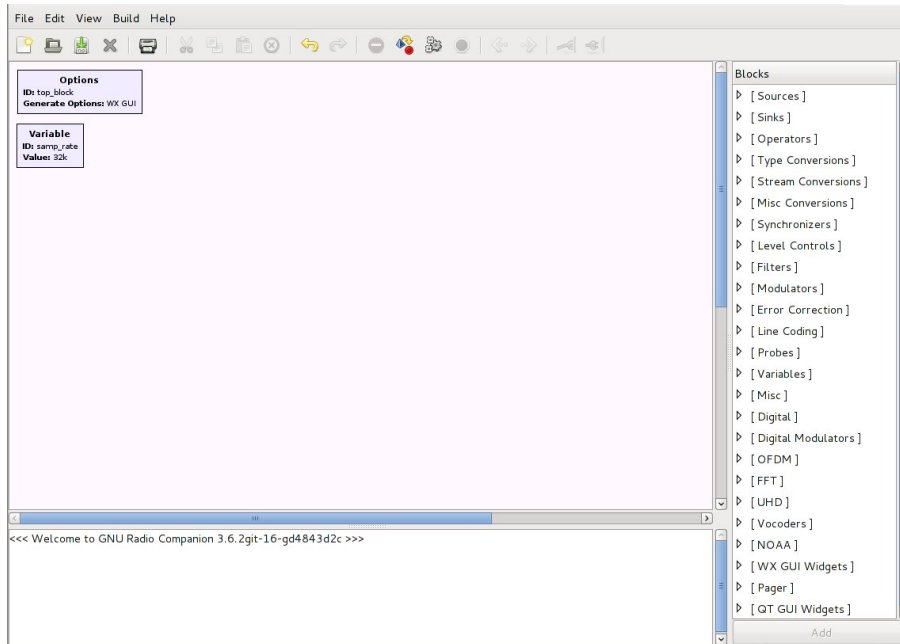 File Edit View Build Help
Options
ID: top_block
Generate Options: WX GUI
Variable
ID: samp_rate
Value: 32k
<<< Welcome to GNU Radio Companion 3.6.2git-16-gd4843d2c >>>
Blocks
[ Sources ]
[ Sinks ]
[ Operators ]
[ Type Conversions ]
[ Stream Conversions ]
[ Misc Conversions ]
[ Synchronizers ]
[ Level Controls ]
[ Filters ]
[ Modulators ]
[ Error Correction ]
[ Line Coding ]
[ Probes ]
[ Variables ]
[ Misc ]
[ Digital ]
[ Digital Modulators ]
[ OFDM ]
[ FFT ]
[ UHD ]
[ Vocoders ]
[ NOAA ]
[ WX GUI Widgets ]
[ Pager ]
[ QT GUI Widgets ]
Add